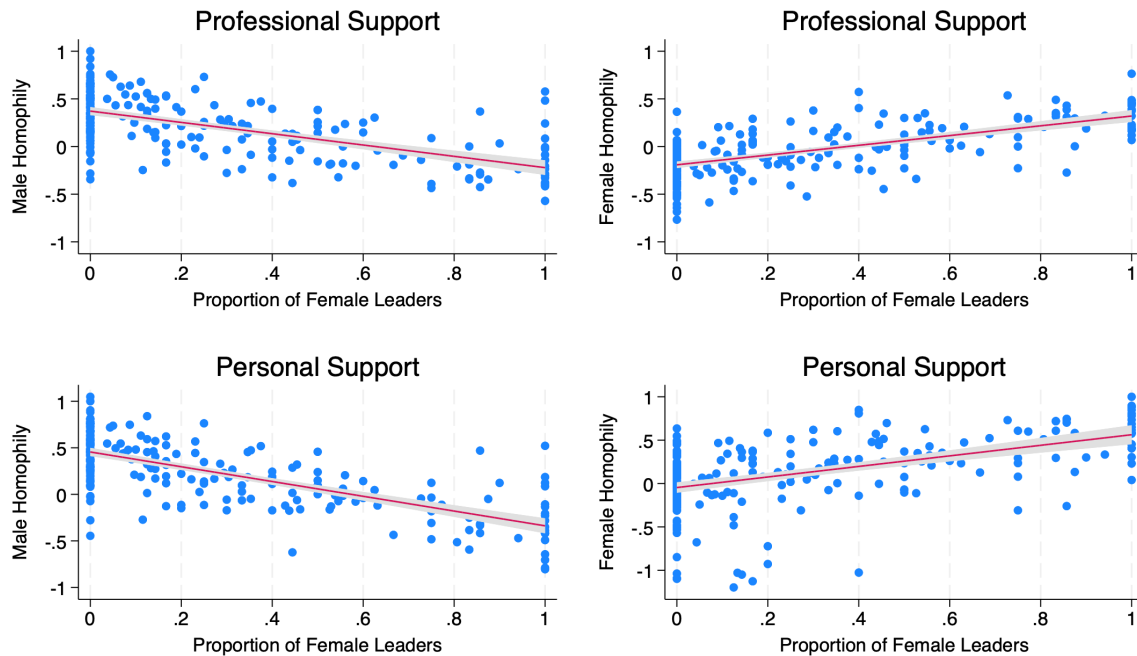 Professional Support
Male Homophily
1
.5
0
-.5
-1
0 .2 .4 .6 .8 1
Proportion of Female Leaders
Professional Support
Female Homophily
1
.5
0
-.5
-1
0 .2 .4 .6 .8 1
Proportion of Female Leaders
Personal Support
Male Homophily
1
.5
0
-.5
-1
0 .2 .4 .6 .8 1
Proportion of Female Leaders
Personal Support
Female Homophily
1
.5
0
-.5
-1
0 .2 .4 .6 .8 1
Proportion of Female Leaders